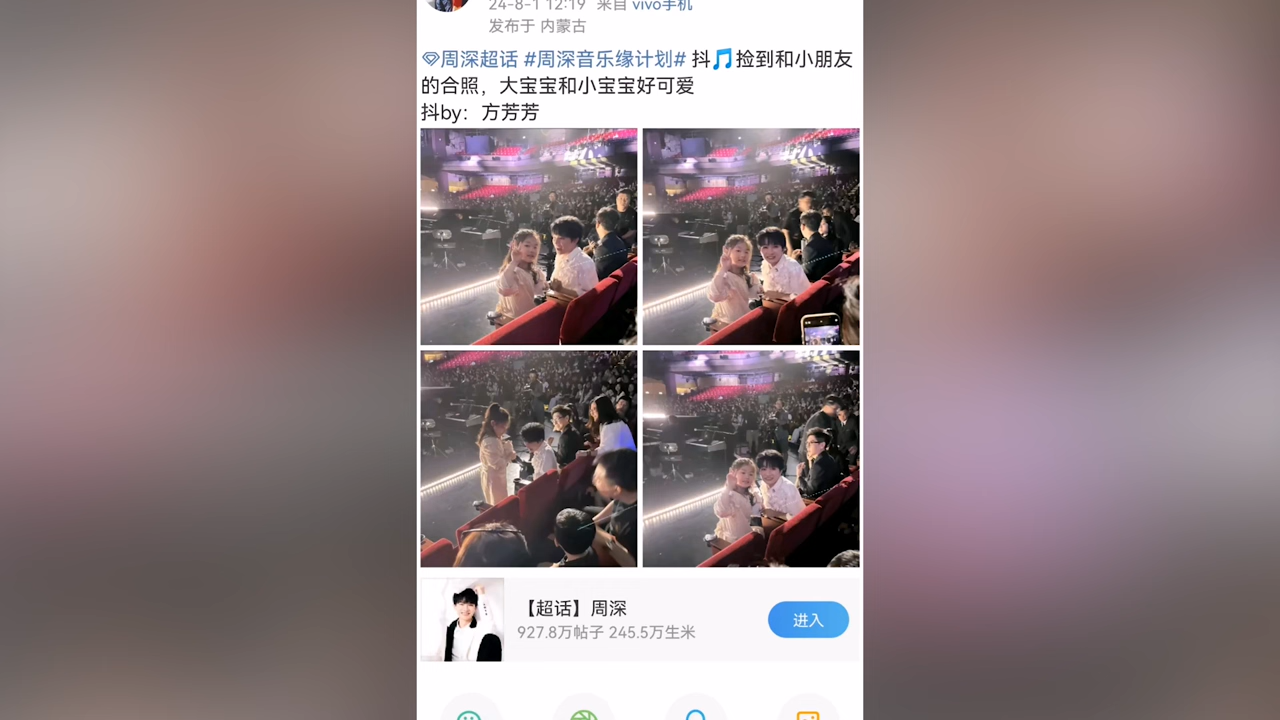 24-8-1 12:19 来自 vivo手机
发布于 内蒙古
周深超话 #周深音乐缘计划# 抖🎵捡到和小朋友
的合照，大宝宝和小宝宝好可爱
抖by：方芳芳
【超话】周深
927.8万帖子 245.5万生米
进入